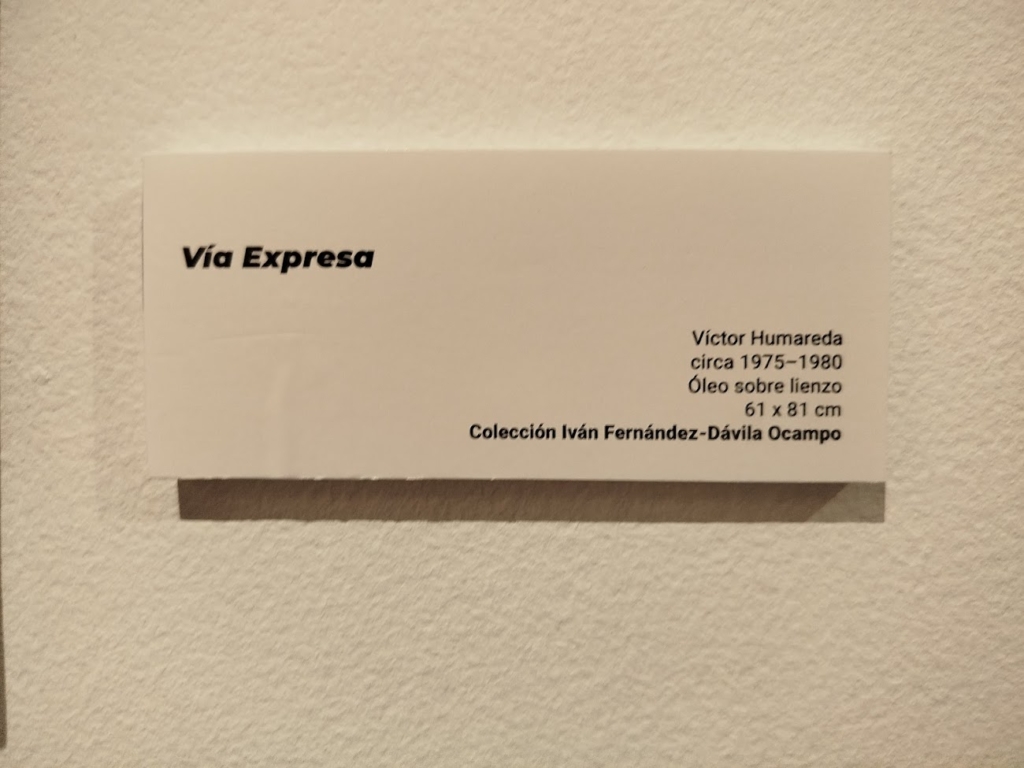 Vía Expresa
Víctor Humareda
circa 1975–1980
Óleo sobre lienzo
61 x 81 cm
Colección Iván Fernández-Dávila Ocampo